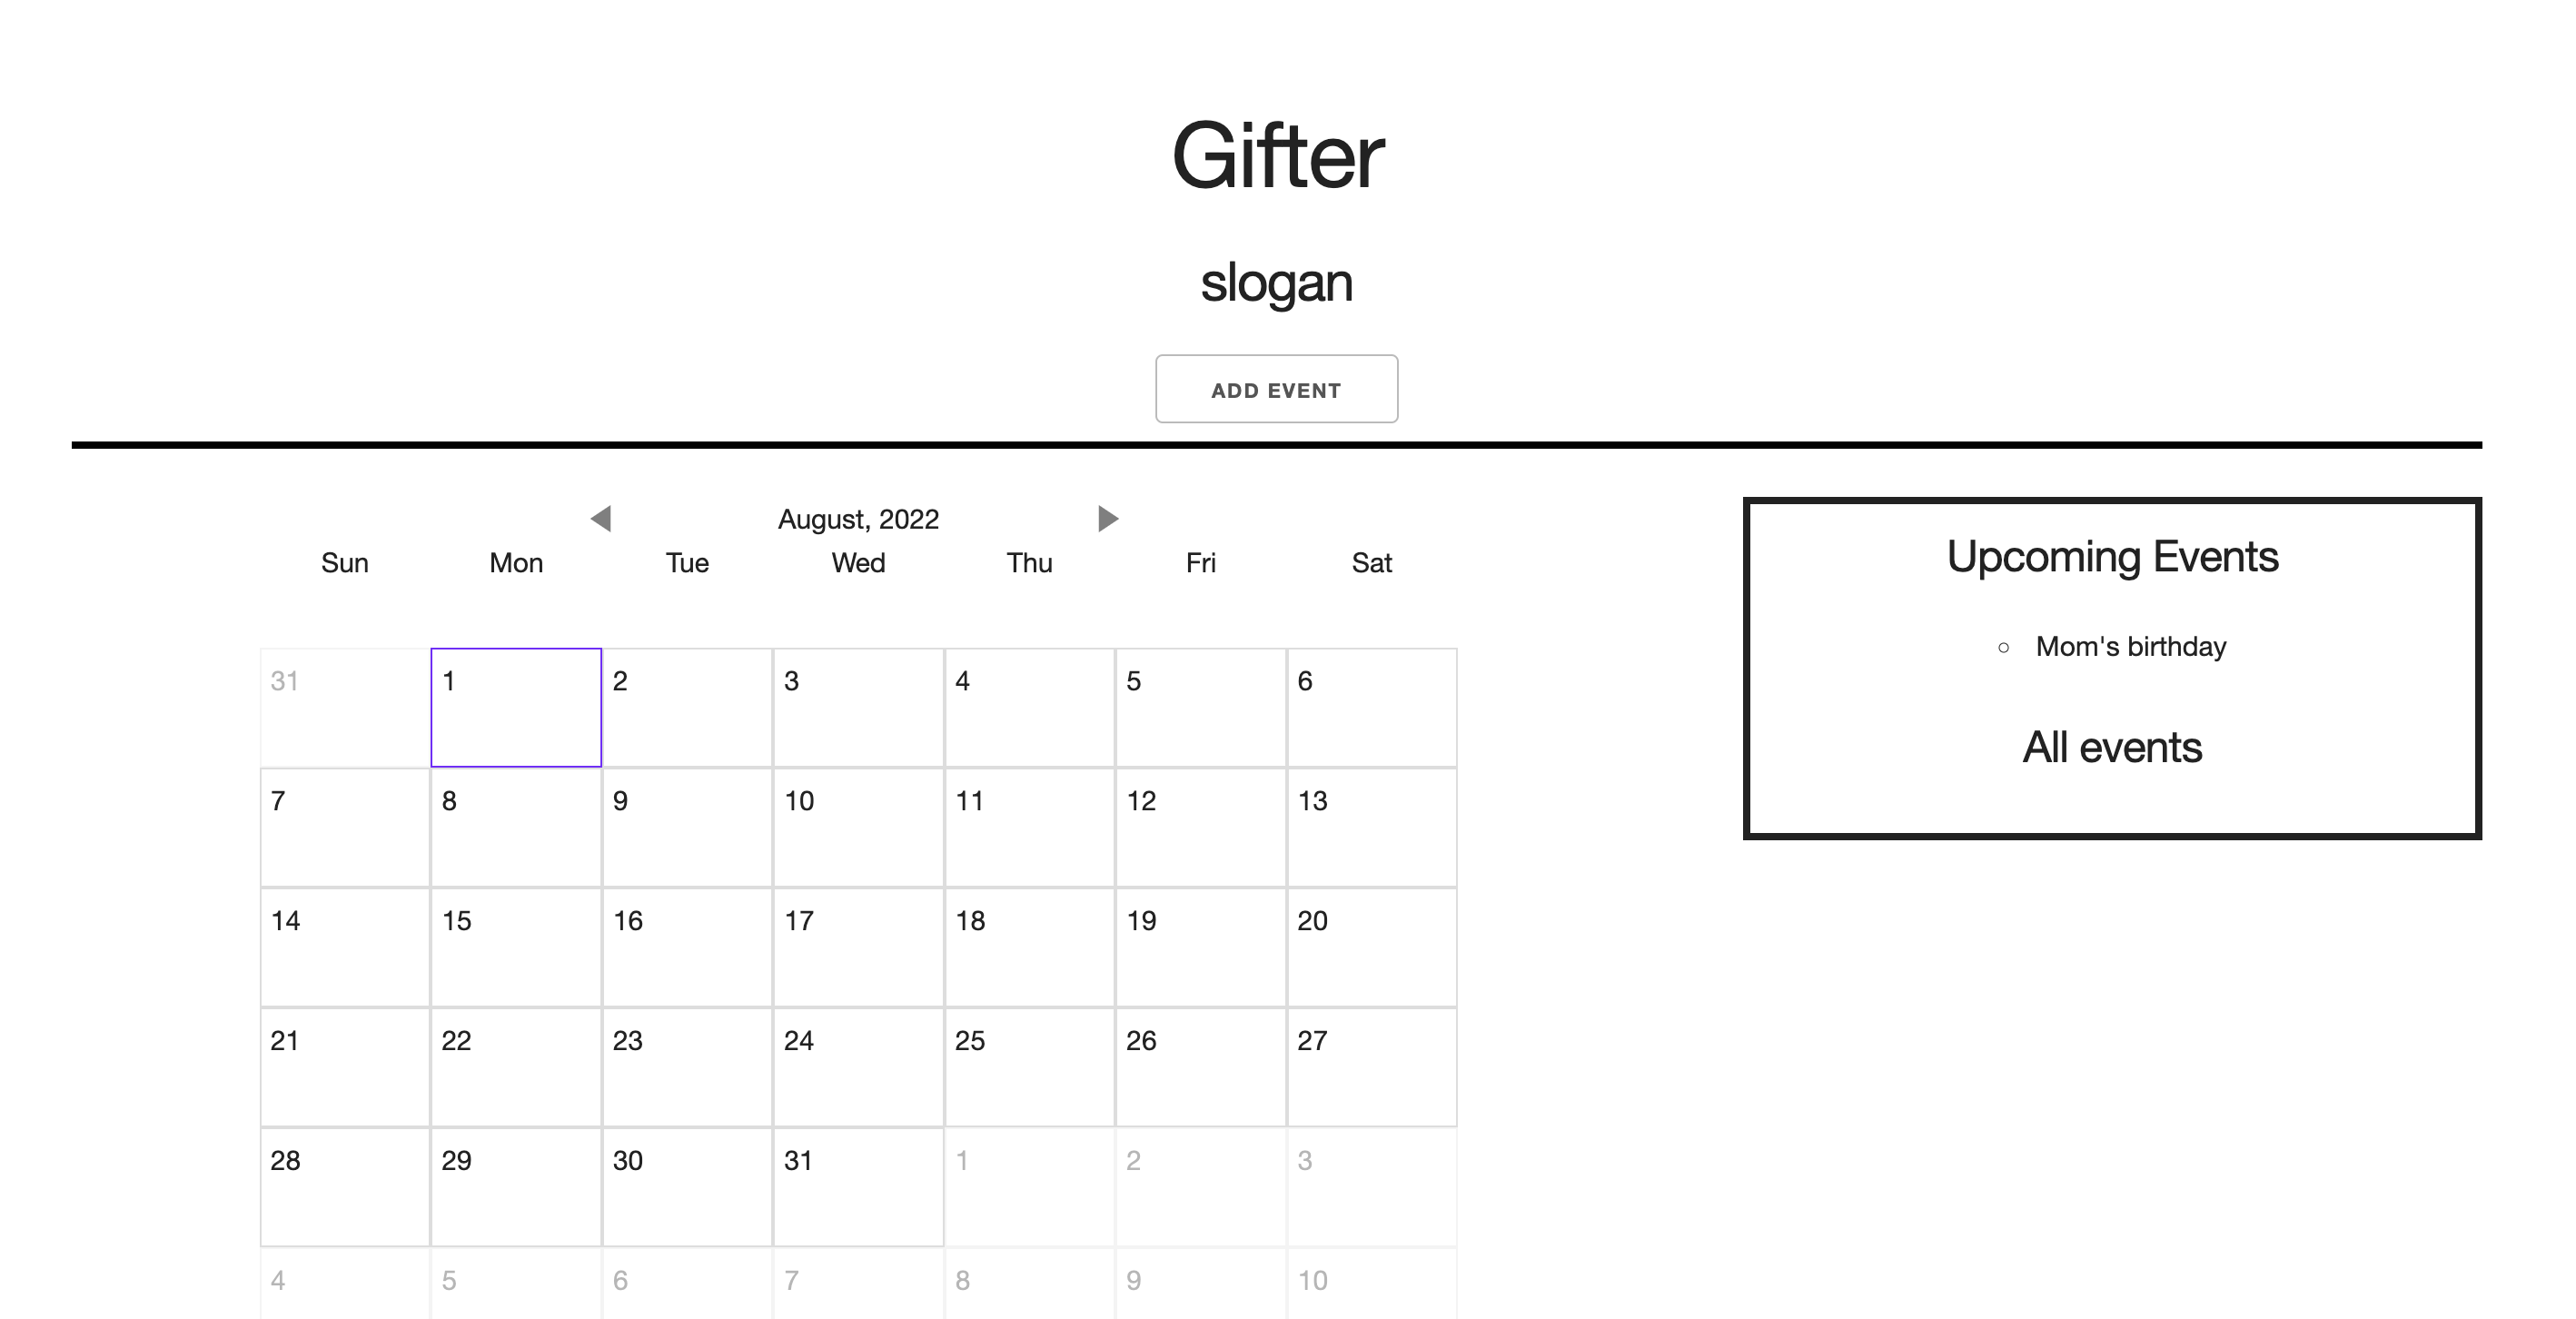 Gifter
slogan
ADD EVENT
August, 2022
Sun Mon Tue Wed Thu Fri Sat
31 1 2 3 4 5 6
7 8 9 10 11 12 13
14 15 16 17 18 19 20
21 22 23 24 25 26 27
28 29 30 31 1 2 3
4 5 6 7 8 9 10
Upcoming Events
Mom's birthday
All events